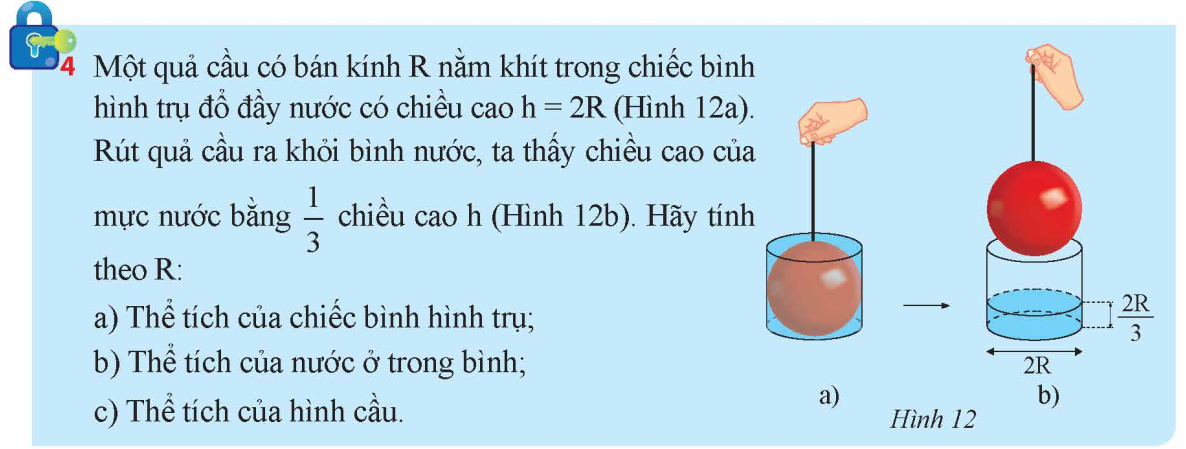 4 Một quả cầu có bán kính R nằm khít trong chiếc bình
hình trụ đổ đầy nước có chiều cao h = 2R (Hình 12a).
Rút quả cầu ra khỏi bình nước, ta thấy chiều cao của
mực nước bằng 1/3 chiều cao h (Hình 12b). Hãy tính
theo R:
a) Thể tích của chiếc bình hình trụ;
b) Thể tích của nước ở trong bình;
c) Thể tích của hình cầu.
2R/3
2R
a)
b)
Hình 12